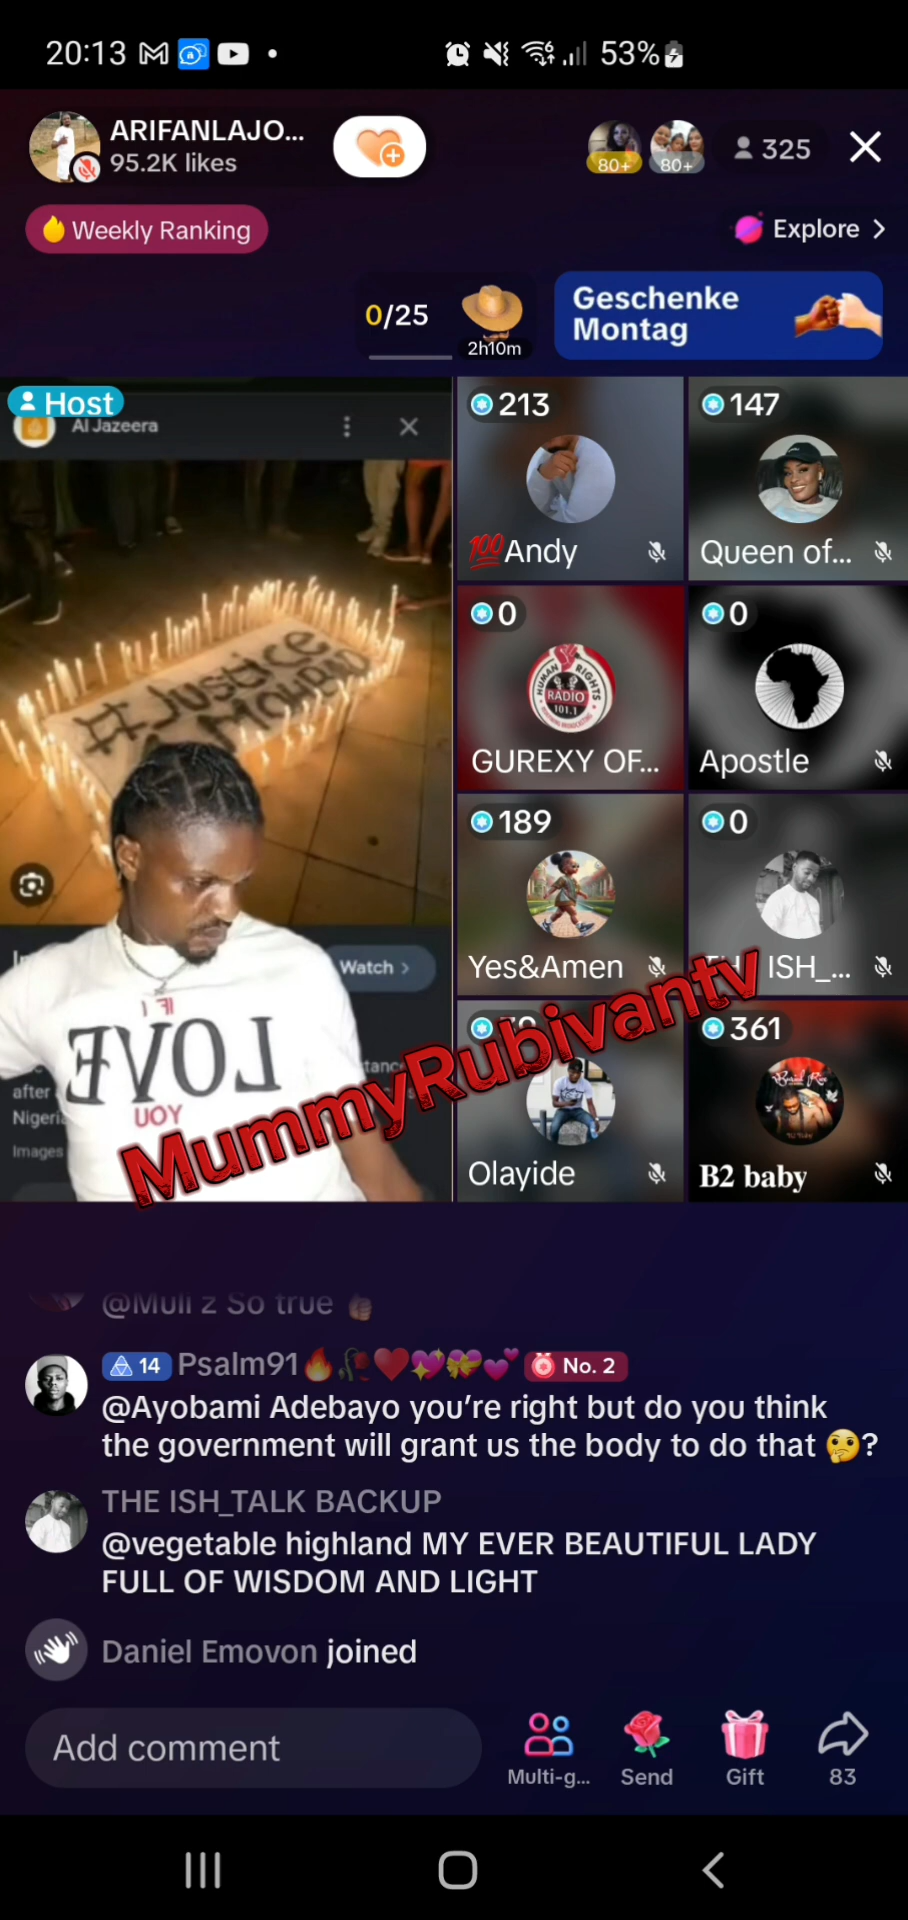 20:13
53%
ARIFANLAJO...
95.2K likes
80+
80+
325
Weekly Ranking
Explore >
0/25
2h10m
Geschenke
Montag
Host
Al Jazeera
#Justice
Watch >
after
Images
I
LOVE
YOU
213
100 Andy
147
Queen of...
0
HUMAN RIGHTS
RADIO
101.1
GUREXY OF...
0
Apostle
189
Yes&Amen
0
ISH_...
Olayide
361
B2 baby
MummyRubivantv
@Muli z So true
14 Psalm91 No. 2
@Ayobami Adebayo you're right but do you think
the government will grant us the body to do that ?
THE ISH_TALK BACKUP
@vegetable highland MY EVER BEAUTIFUL LADY
FULL OF WISDOM AND LIGHT
Daniel Emovon joined
Add comment
Multi-g...
Send
Gift
83